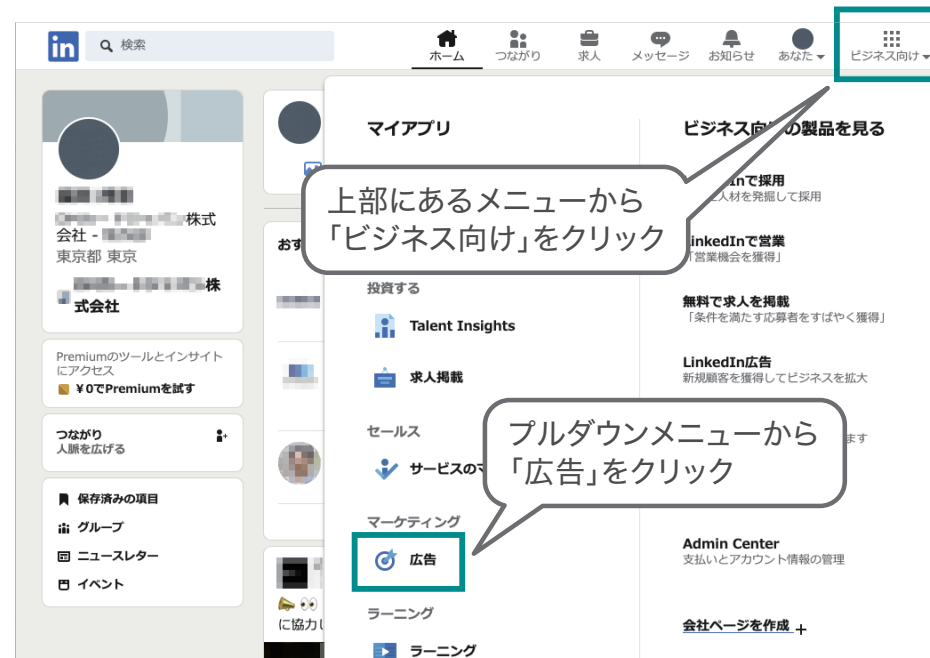 in
検索
ホーム
つながり
求人
メッセージ
お知らせ
あなた
ビジネス向け
株式
会社 -
東京都 東京
株
式会社
Premiumのツールとインサイト
にアクセス
¥0でPremiumを試す
つながり
人脈を広げる
保存済みの項目
グループ
ニュースレター
イベント
おす
に協力し
マイアプリ
上部にあるメニューから
「ビジネス向け」をクリック
投資する
Talent Insights
求人掲載
セールス
サービスのマ
プルダウンメニューから
「広告」をクリック
マーケティング
広告
ラーニング
ラーニング
ビジネス向けの製品を見る
Inで採用
人材を発掘して採用
inkedInで営業
「営業機会を獲得」
無料で求人を掲載
「条件を満たす応募者をすばやく獲得」
LinkedIn広告
新規顧客を獲得してビジネスを拡大
ます
Admin Center
支払いとアカウント情報の管理
会社ページを作成 +